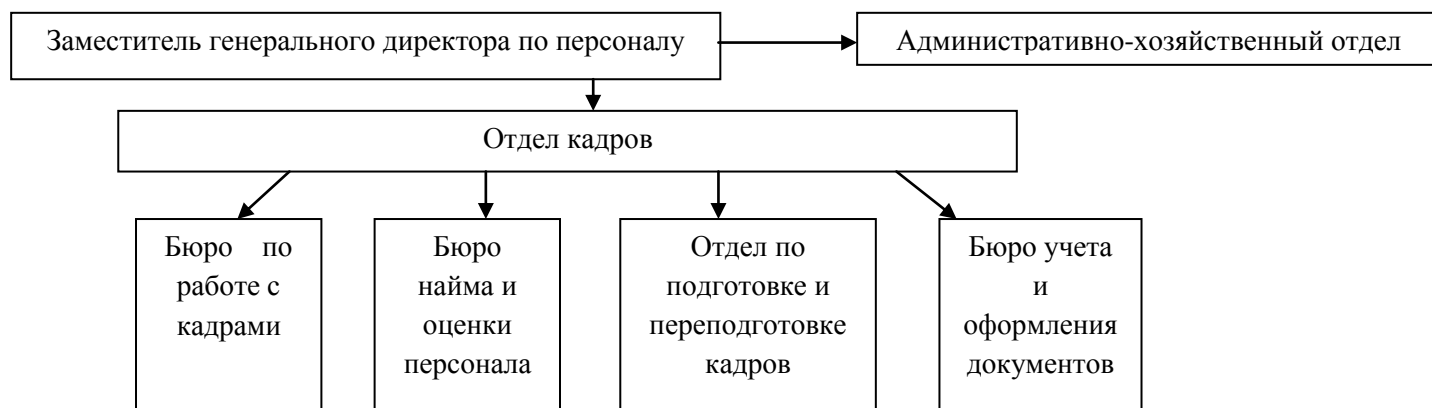 Заместитель генерального директора по персоналу
Административно-хозяйственный отдел
Отдел кадров
Бюро по
работе с
кадрами
Бюро
найма и
оценки
персонала
Отдел по
подготовке и
переподготовке
кадров
Бюро учета
и
оформления
документов